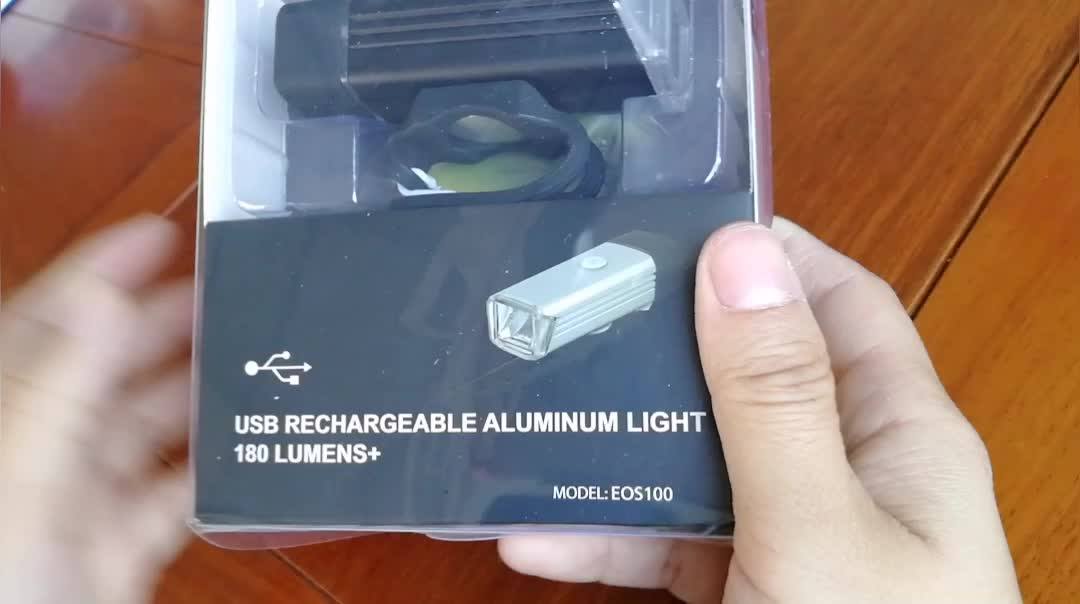 USB RECHARGEABLE ALUMINUM LIGHT
180 LUMENS+
MODEL: EOS100